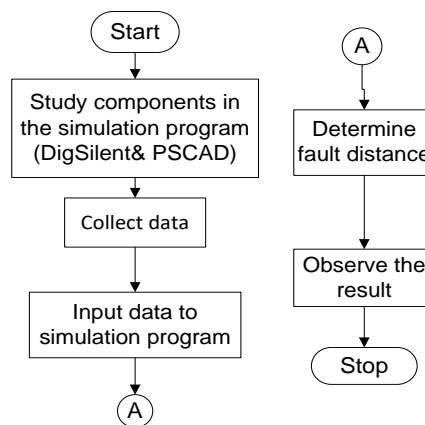 Start
Study components in
the simulation program
(DigSilent& PSCAD)
Collect data
Input data to
simulation program
A
A
Determine
fault distance
Observe the
result
Stop